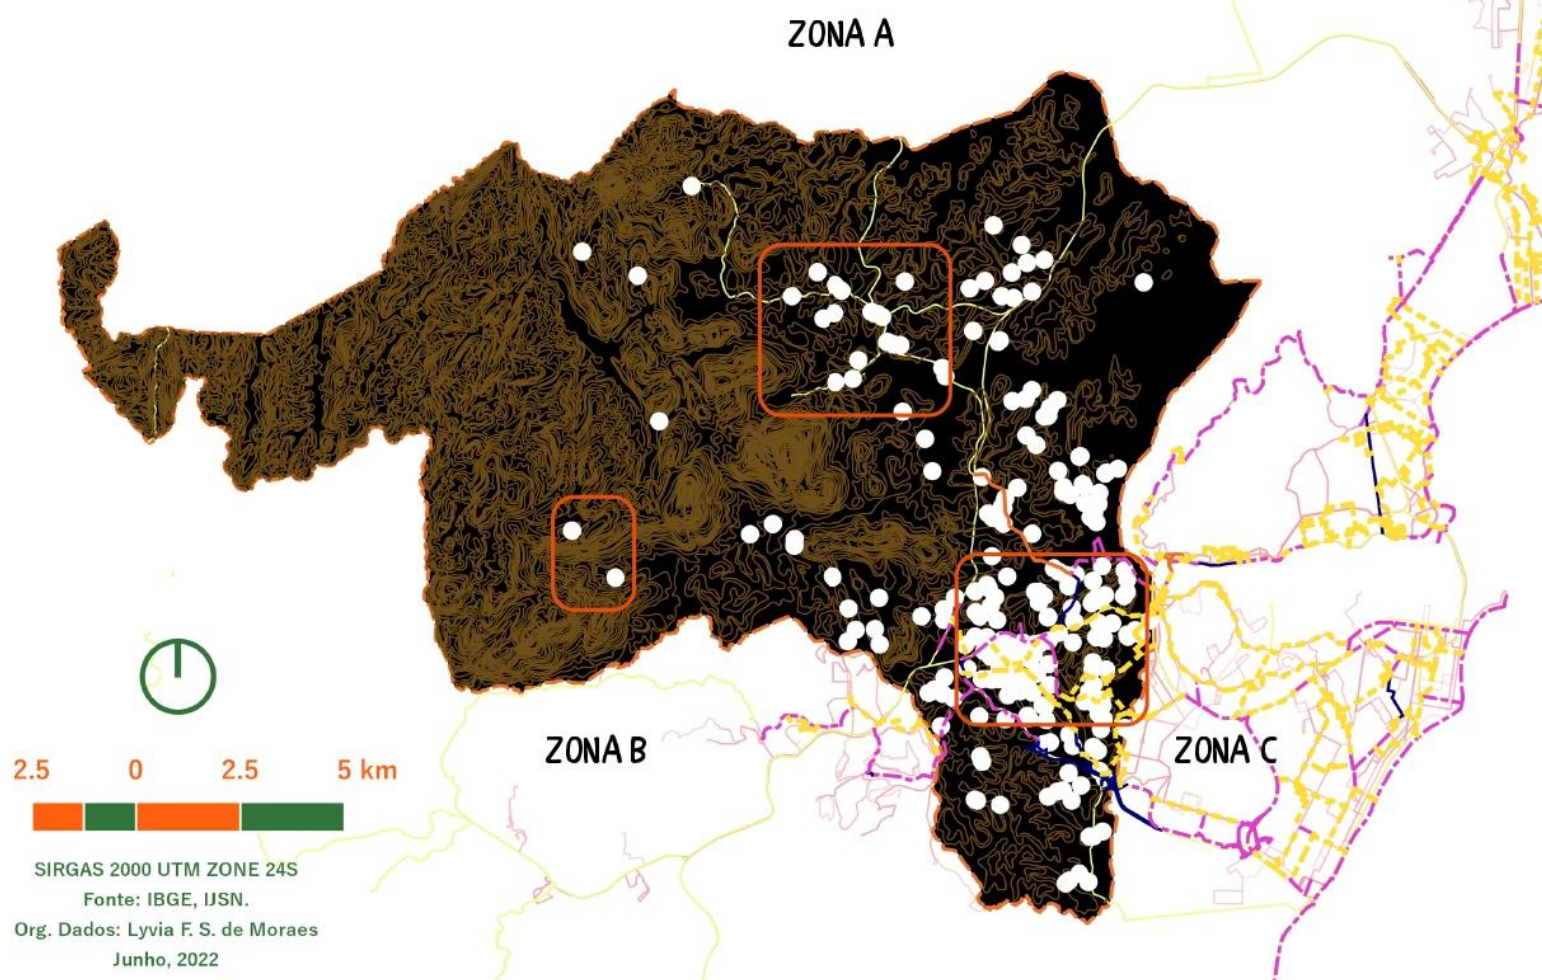 ZONA A
ZONA B
ZONA C
2.5 0 2.5 5 km
SIRGAS 2000 UTM ZONE 24S
Fonte: IBGE, IJSN.
Org. Dados: Lyvia F. S. de Moraes
Junho, 2022